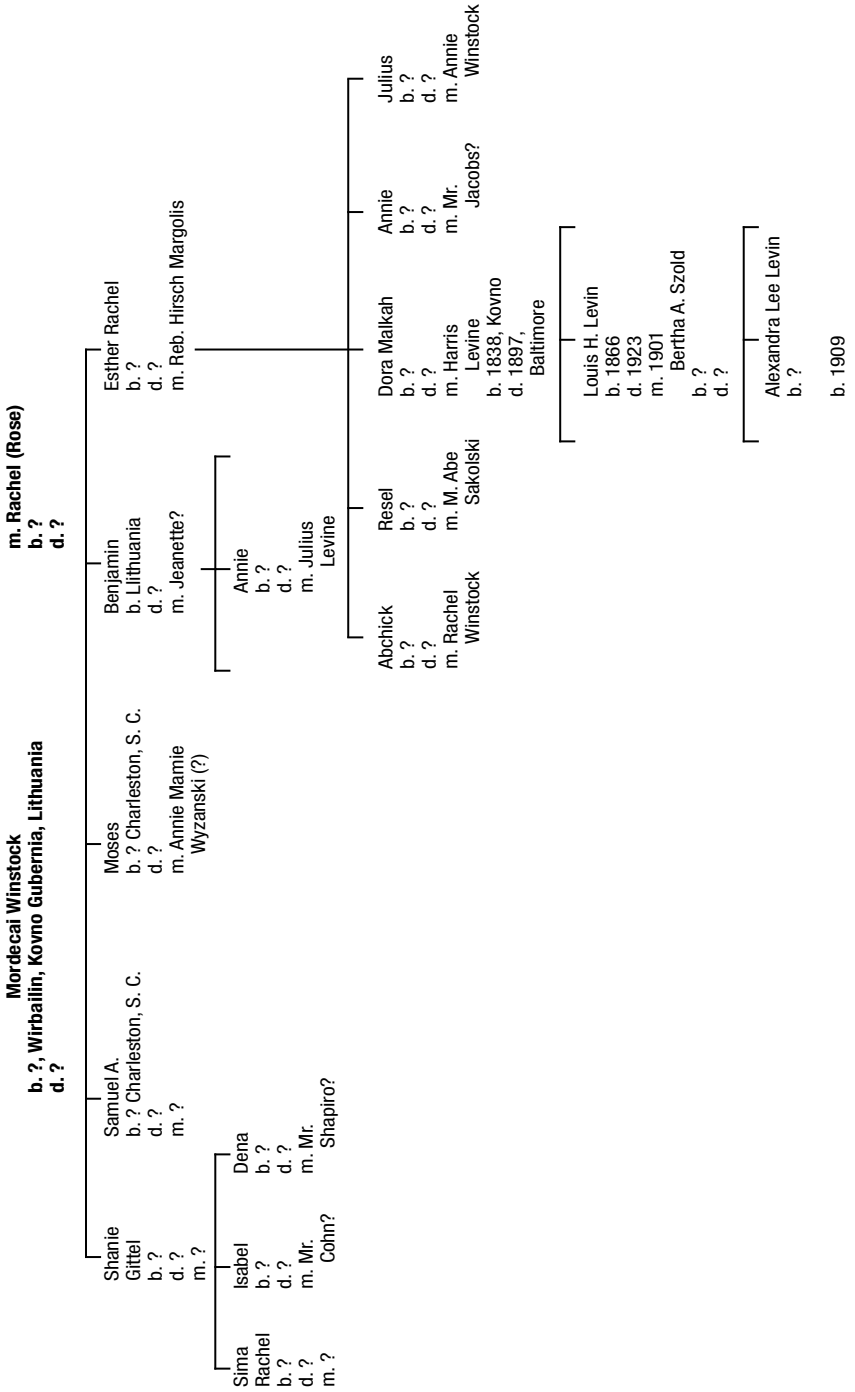 Mordecai Winstock
b. ?, Wirbailin, Kovno Gubernia, Lithuania
d. ?
m. Rachel (Rose)
b. ?
d. ?
Shanie
Gittel
b. ?
d. ?
m. ?
Samuel A.
b. ? Charleston, S. C.
d. ?
m. ?
Moses
b. ? Charleston, S. C.
d. ?
m. Annie Mamie
Wyzanski (?)
Benjamin
b. Llithuania
d. ?
m. Jeanette?
Esther Rachel
b. ?
d. ?
m. Reb. Hirsch Margolis
Sima
Rachel
b. ?
d. ?
m. ?
Isabel
b. ?
d. ?
m. Mr.
Cohn?
Dena
b. ?
d. ?
m. Mr.
Shapiro?
Annie
b. ?
d. ?
m. Julius
Levine
Abchick
b. ?
d. ?
m. Rachel
Winstock
Resel
b. ?
d. ?
m. M. Abe
Sakolski
Dora Malkah
b. ?
d. ?
m. Harris
Levine
b. 1838, Kovno
d. 1897,
Baltimore
Annie
b. ?
d. ?
m. Mr.
Jacobs?
Julius
b. ?
d. ?
m. Annie
Winstock
Louis H. Levin
b. 1866
d. 1923
m. 1901
Bertha A. Szold
b. ?
d. ?
Alexandra Lee Levin
b. ?
b. 1909